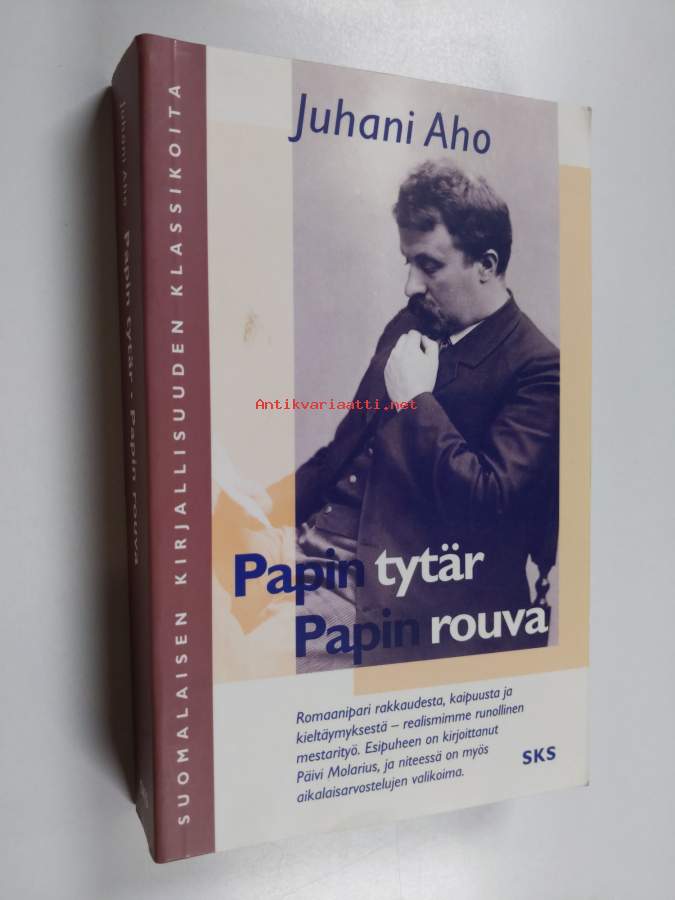 Juhani Aho
Papin tytär
Papin rouva
Romaanipari rakkaudesta, kaipuusta ja
kieltäymyksestä – realismimme runollinen
mestarityö. Esipuheen on kirjoittanut
Päivi Molarius, ja niteessä on myös
aikalaisarvostelujen valikoima.
SKS
SUOMALAISEN KIRJALLISUUDEN KLASSIKOITA
Juhani Aho Papin tytär • Papin rouva
Antikvariaatti.net